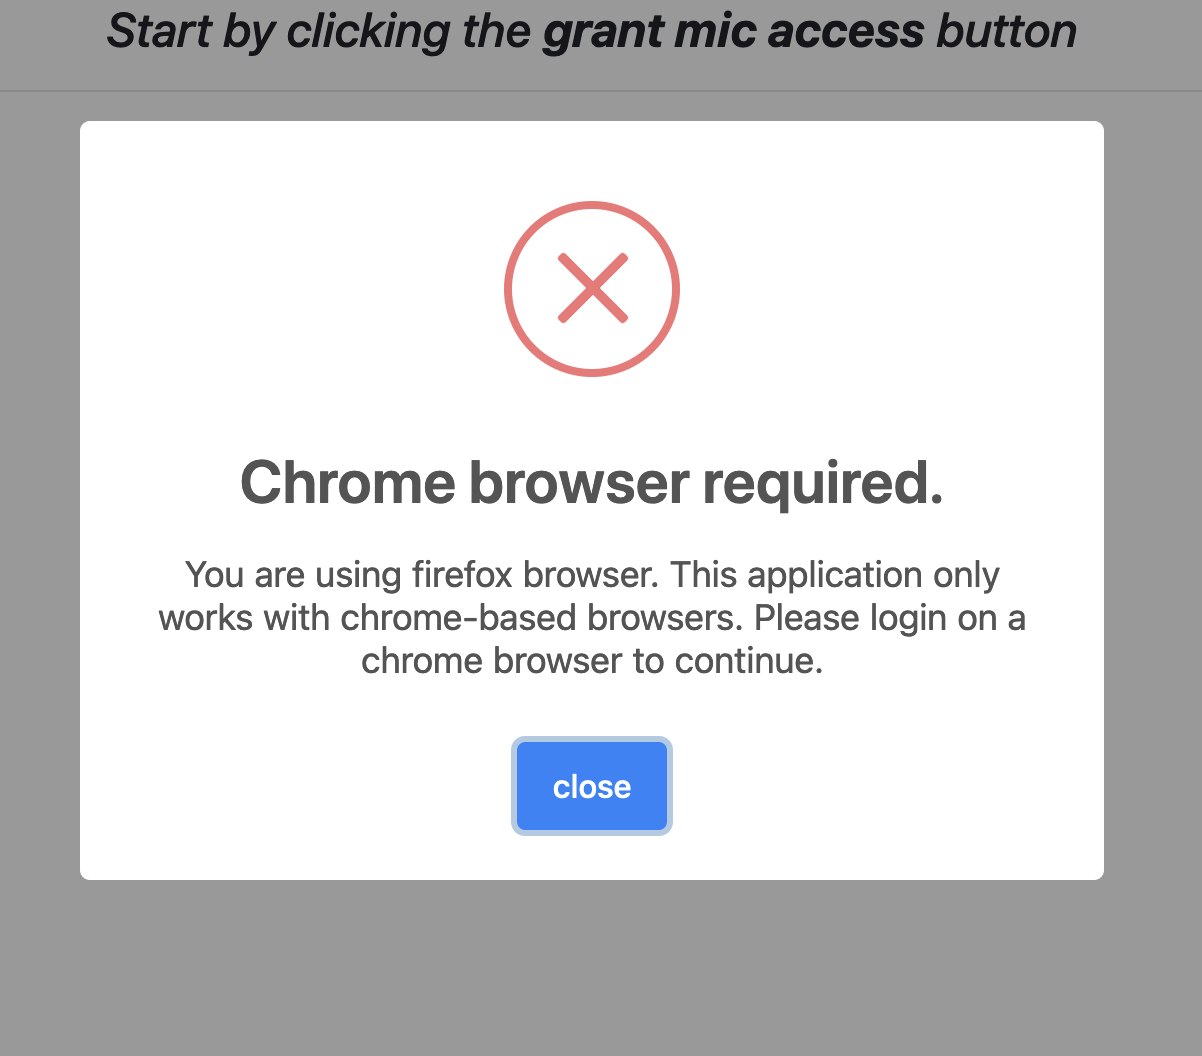 Start by clicking the grant mic access button
Chrome browser required.
You are using firefox browser. This application only
works with chrome-based browsers. Please login on a
chrome browser to continue.
close